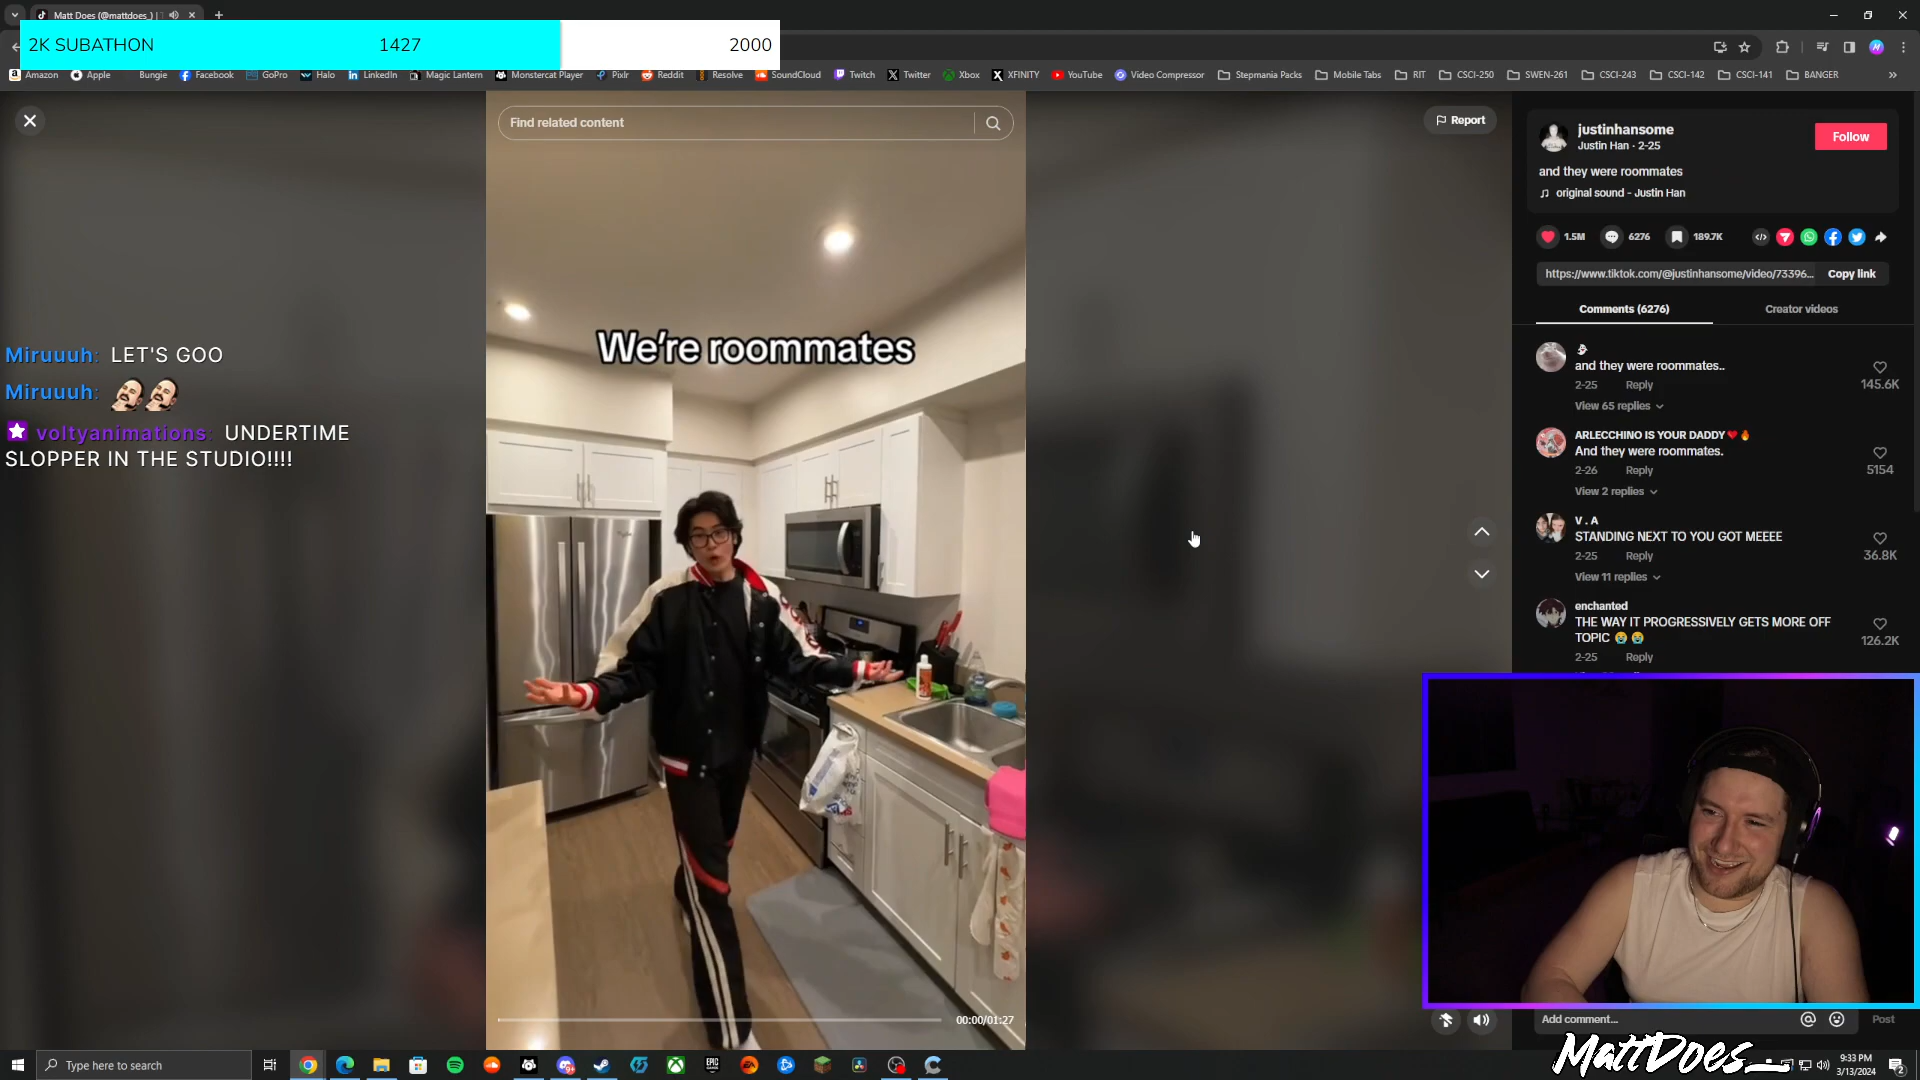 Matt Does (@mattdoes_) | T
2K SUBATHON 1427 2000
Amazon Apple Bungie Facebook GoPro Halo LinkedIn Magic Lantern Monstercat Player Pixlr Reddit Resolve SoundCloud Twitch Twitter Xbox XFINITY YouTube Video Compressor Stepmania Packs Mobile Tabs RIT CSCI-250 SWEN-261 CSCI-243 CSCI-142 CSCI-141 BANGER
Find related content
Report
We're roommates
Miruuuh: LET'S GOO
Miruuuh:
voltyanimations: UNDERTIME
SLOPPER IN THE STUDIO!!!!
00:00/01:27
justinhansome
Justin Han · 2-25
Follow
and they were roommates
original sound - Justin Han
1.5M 6276 189.7K
https://www.tiktok.com/@justinhansome/video/73396... Copy link
Comments (6276) Creator videos
and they were roommates..
2-25 Reply
145.6K
View 65 replies
ARLECCHINO IS YOUR DADDY
And they were roommates.
2-26 Reply
5154
View 2 replies
V . A
STANDING NEXT TO YOU GOT MEEEE
2-25 Reply
36.8K
View 11 replies
enchanted
THE WAY IT PROGRESSIVELY GETS MORE OFF
TOPIC 😭 😭
126.2K
2-25 Reply
Add comment... Post
MattDoes_
Type here to search
9:33 PM
3/13/2024